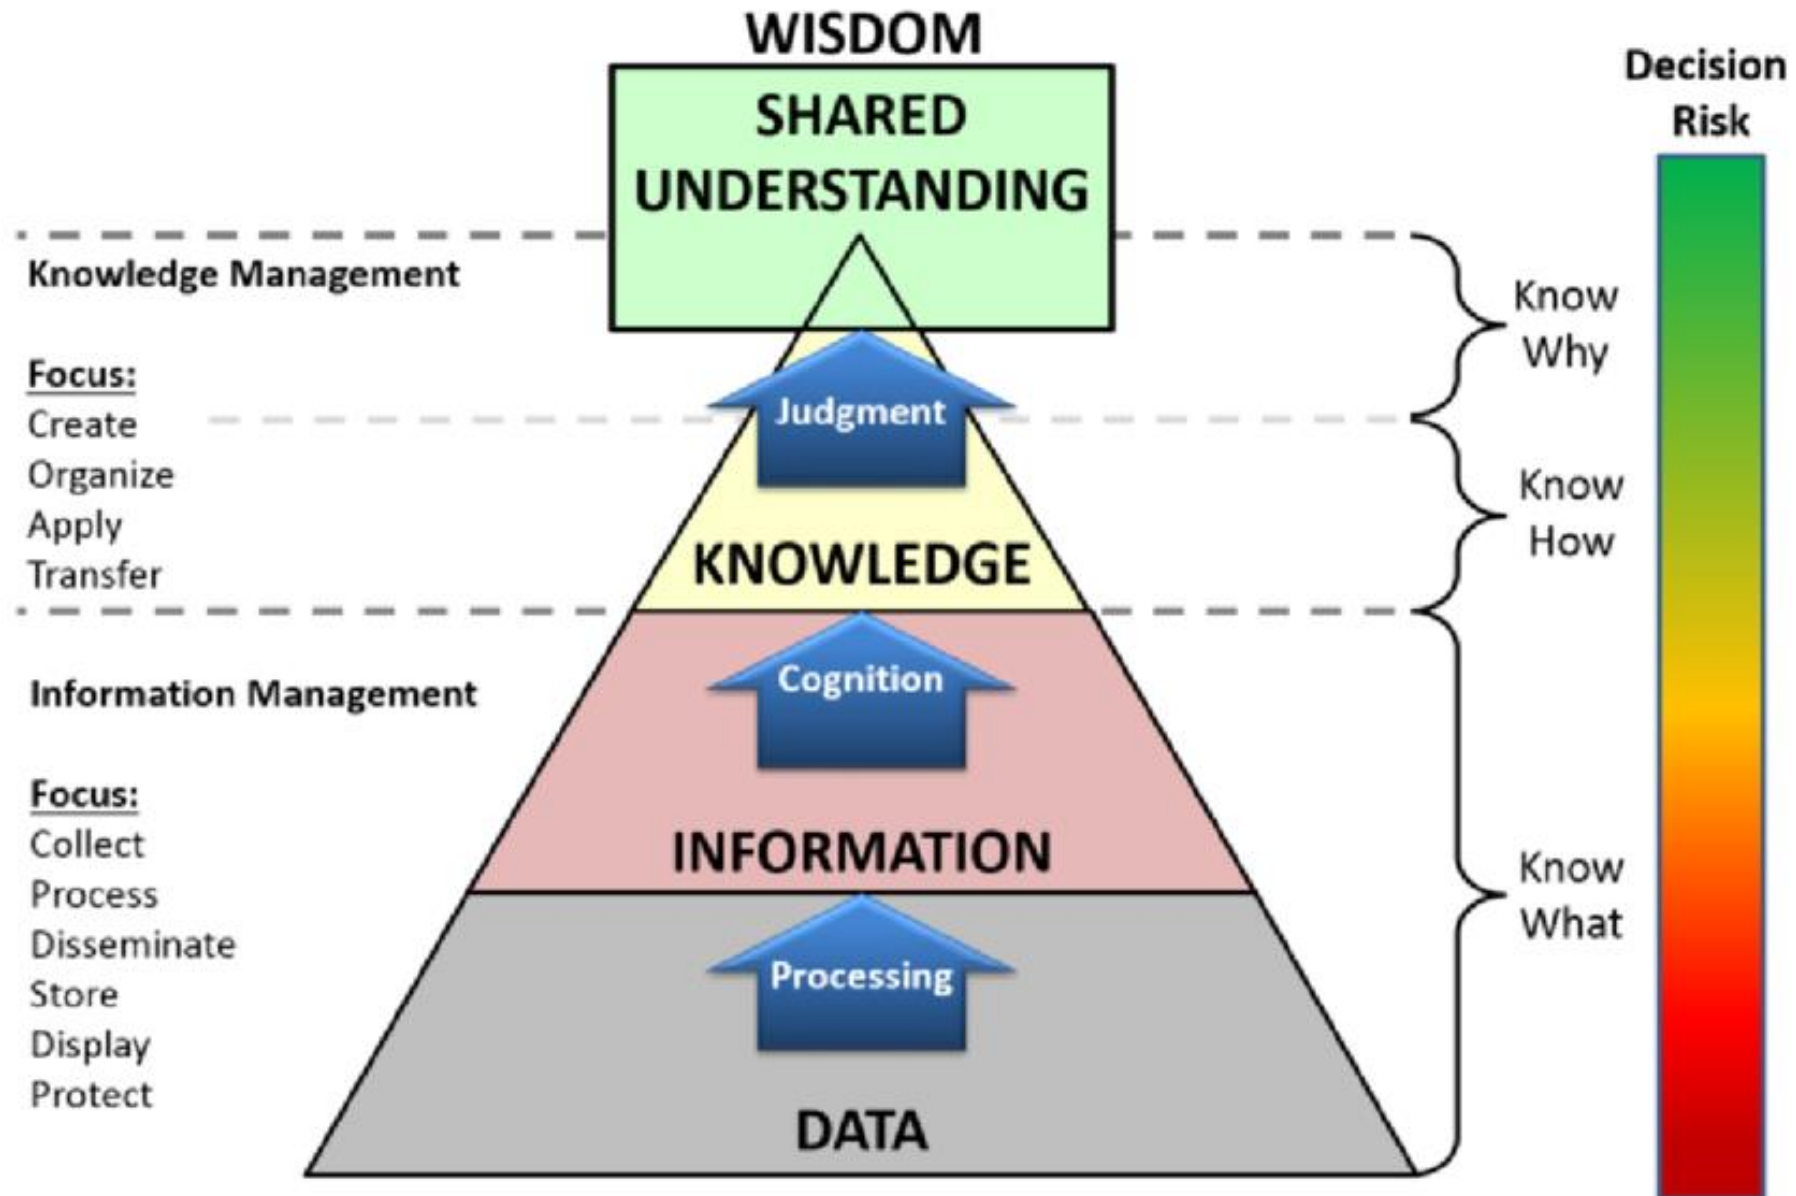 WISDOM
SHARED
UNDERSTANDING
Decision
Risk
Knowledge Management
Focus:
Create
Organize
Apply
Transfer
Judgment
KNOWLEDGE
Know
Why
Know
How
Information Management
Focus:
Collect
Process
Disseminate
Store
Display
Protect
Cognition
INFORMATION
Processing
DATA
Know
What